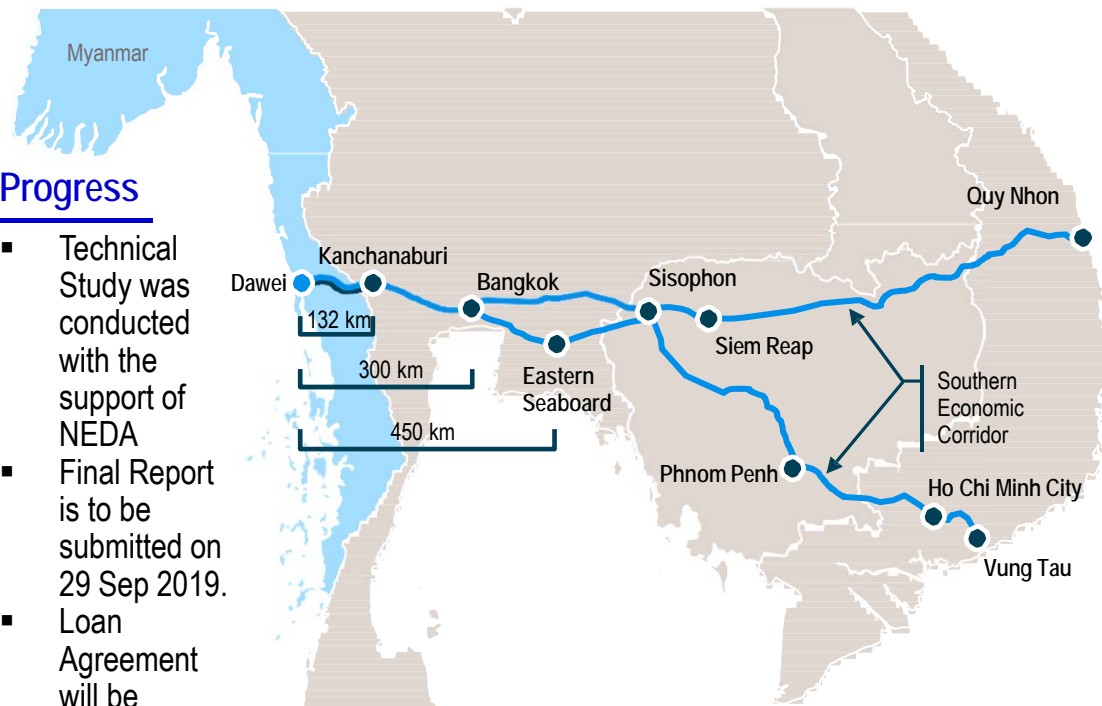 Myanmar
Progress
▪ Technical
Study was
conducted
with the
support of
NEDA
▪ Final Report
is to be
submitted on
29 Sep 2019.
▪ Loan
Agreement
will be
Dawei
Kanchanaburi
Bangkok
Sisophon
Quy Nhon
132 km
300 km
450 km
Eastern
Seaboard
Siem Reap
Southern
Economic
Corridor
Phnom Penh
Ho Chi Minh City
Vung Tau